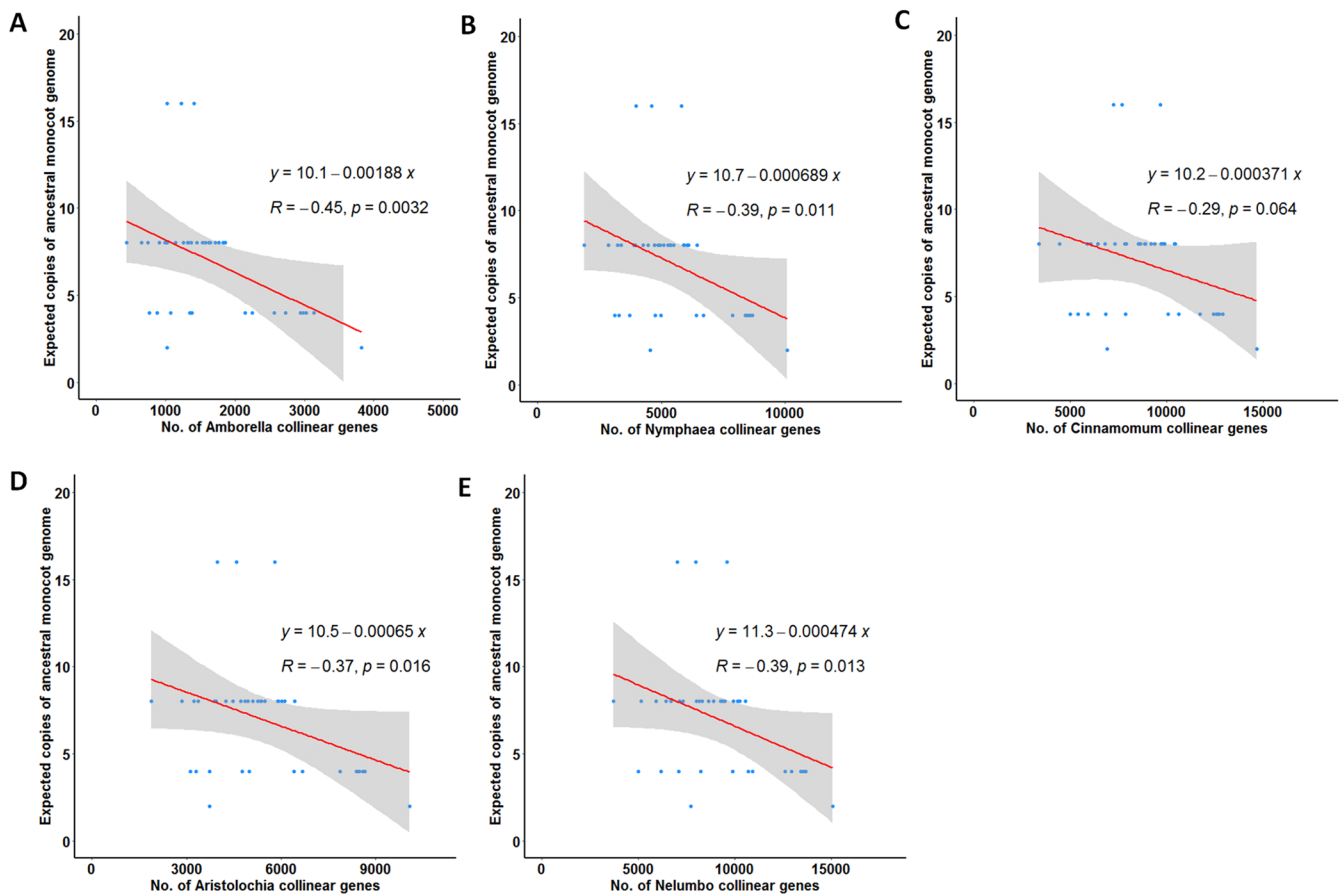 A
Expected copies of ancestral monocot genome
20
15
10
5
0
y = 10.1 – 0.00188 x
R = –0.45, p = 0.0032
0 1000 2000 3000 4000 5000
No. of Amborella collinear genes
B
Expected copies of ancestral monocot genome
20
15
10
5
0
y = 10.7 – 0.000689 x
R = –0.39, p = 0.011
0 5000 10000
No. of Nymphaea collinear genes
C
Expected copies of ancestral monocot genome
20
15
10
5
0
y = 10.2 – 0.000371 x
R = –0.29, p = 0.064
0 5000 10000 15000
No. of Cinnamomum collinear genes
D
Expected copies of ancestral monocot genome
20
15
10
5
0
y = 10.5 – 0.00065 x
R = –0.37, p = 0.016
0 3000 6000 9000
No. of Aristolochia collinear genes
E
Expected copies of ancestral monocot genome
20
15
10
5
0
y = 11.3 – 0.000474 x
R = –0.39, p = 0.013
0 5000 10000 15000
No. of Nelumbo collinear genes